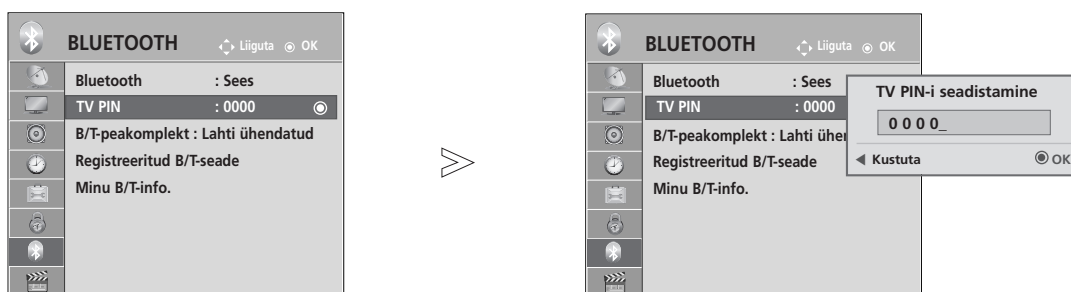 BLUETOOTH Liiguta OK
Bluetooth : Sees
TV PIN : 0000
B/T-peakomplekt : Lahti ühendatud
Registreeritud B/T-seade
Minu B/T-info.
BLUETOOTH Liiguta OK
Bluetooth : Sees
TV PIN : 0000
B/T-peakomplekt : Lahti ühe
Registreeritud B/T-seade
Minu B/T-info.
TV PIN-i seadistamine
0 0 0 0_
Kustuta OK